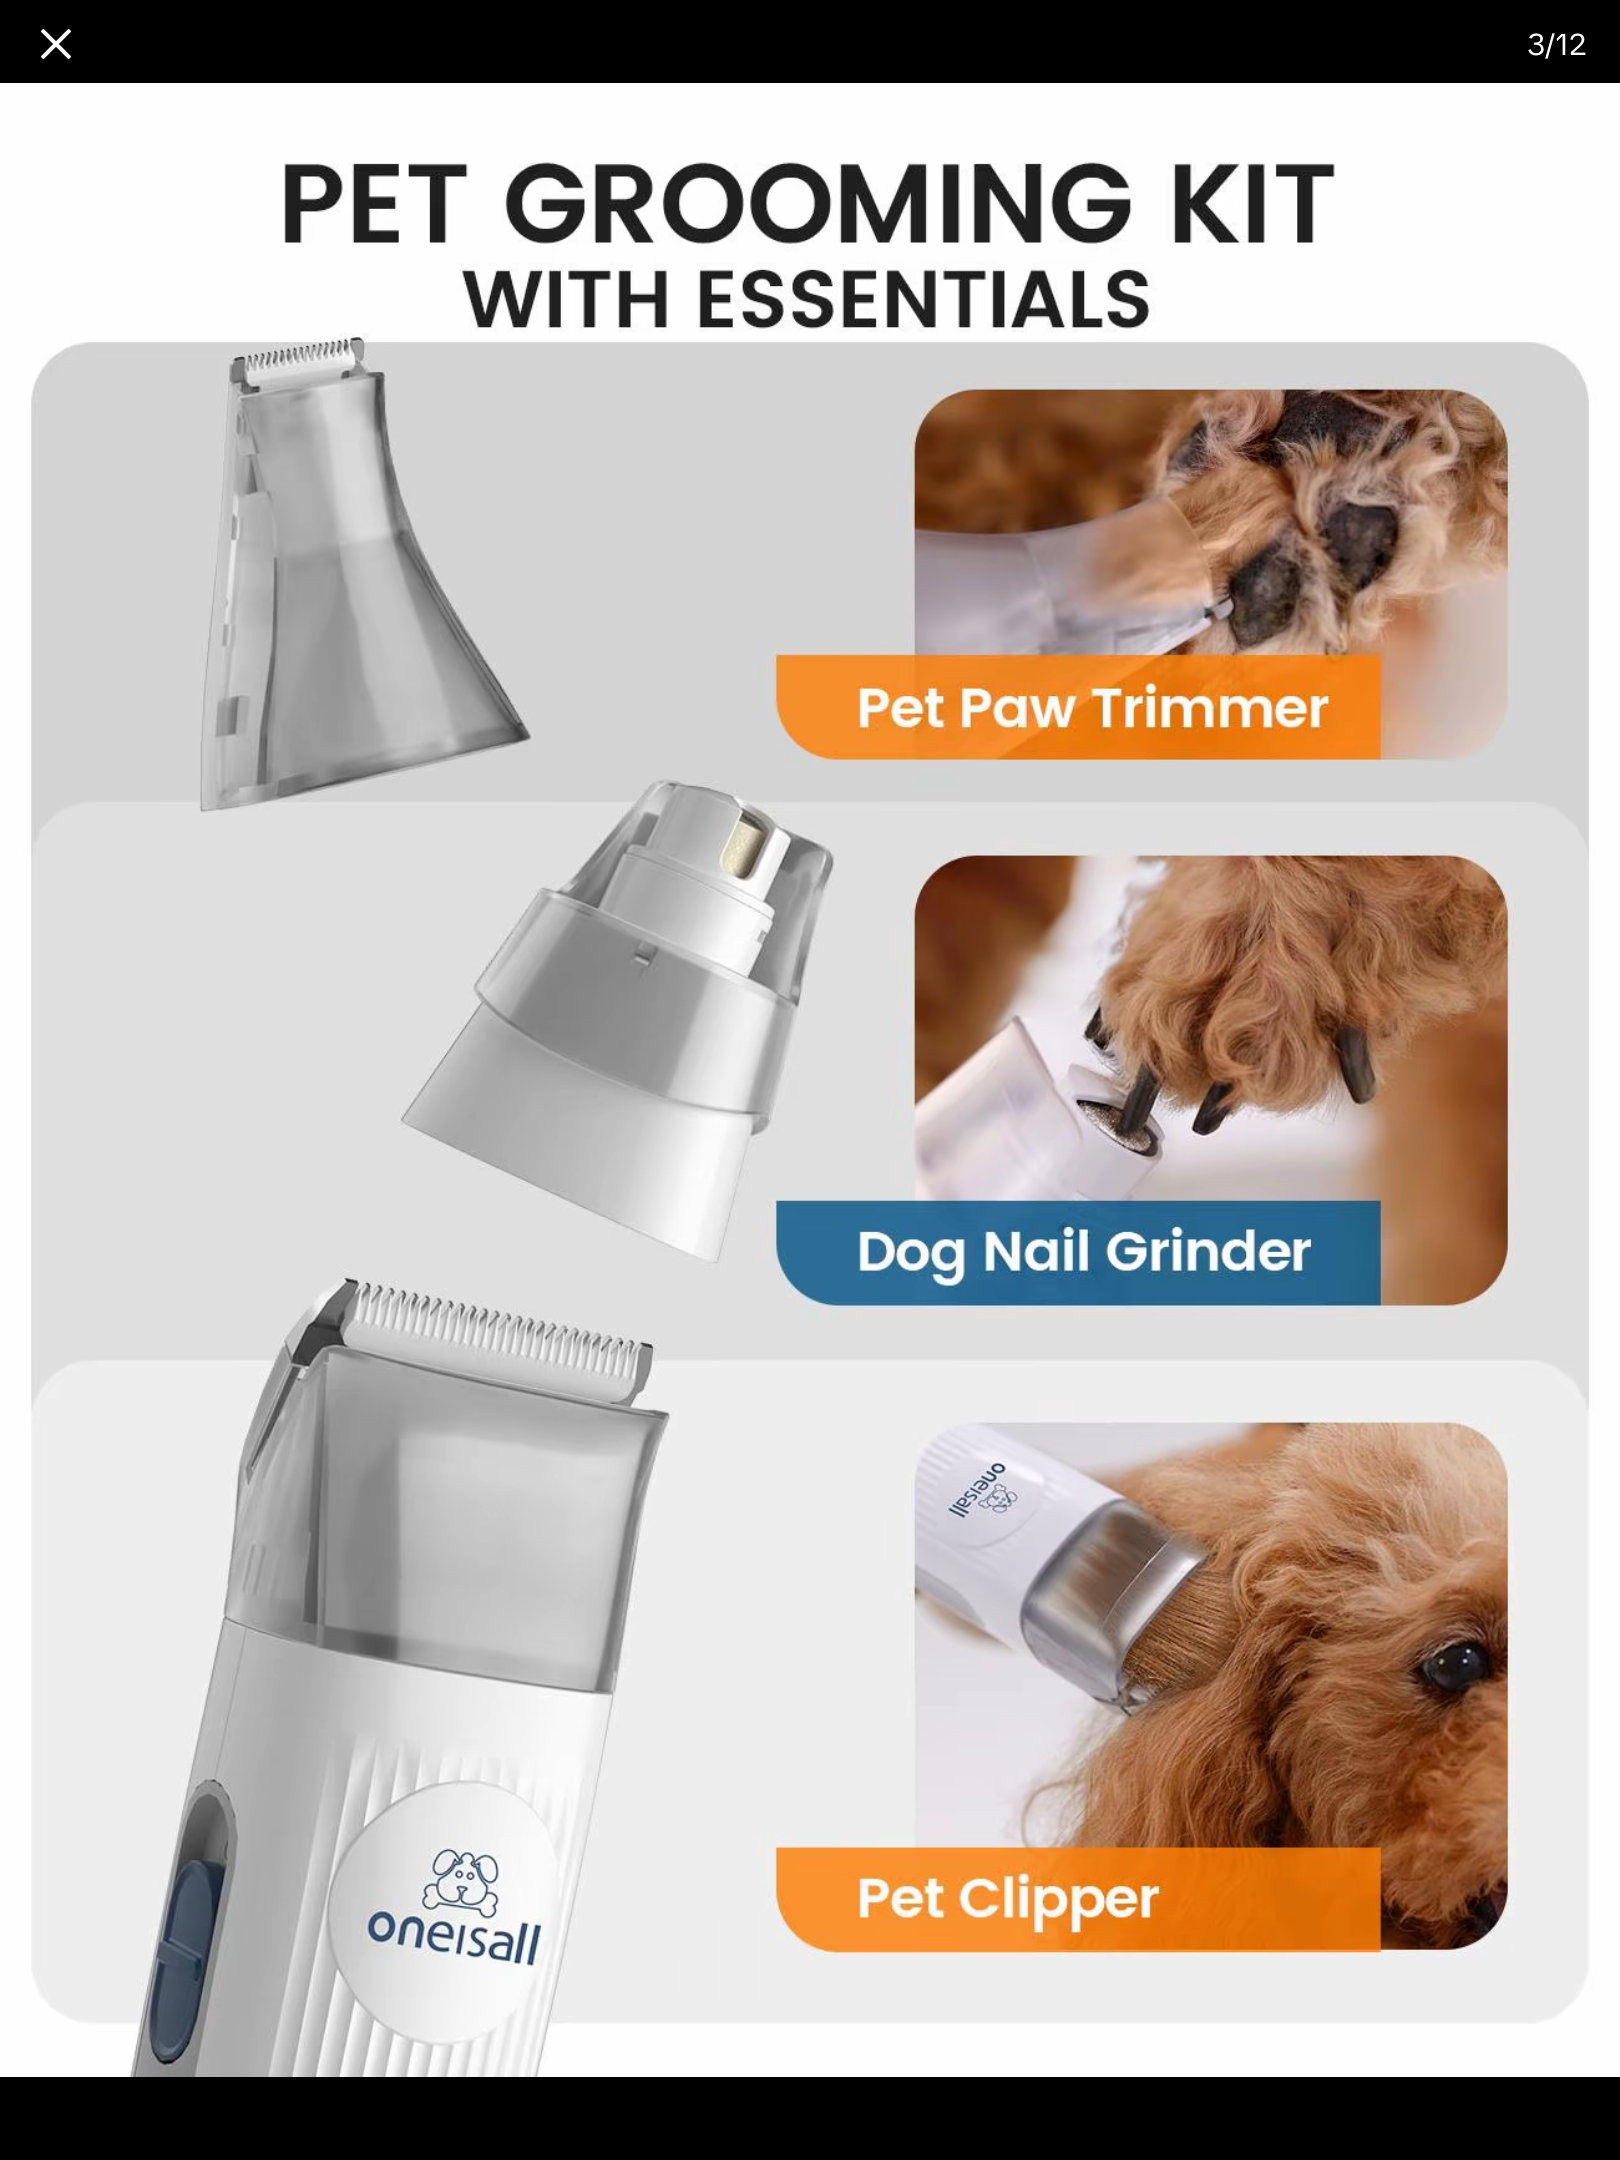 3/12
PET GROOMING KIT
WITH ESSENTIALS
Pet Paw Trimmer
Dog Nail Grinder
oneisall
Pet Clipper
oneisall